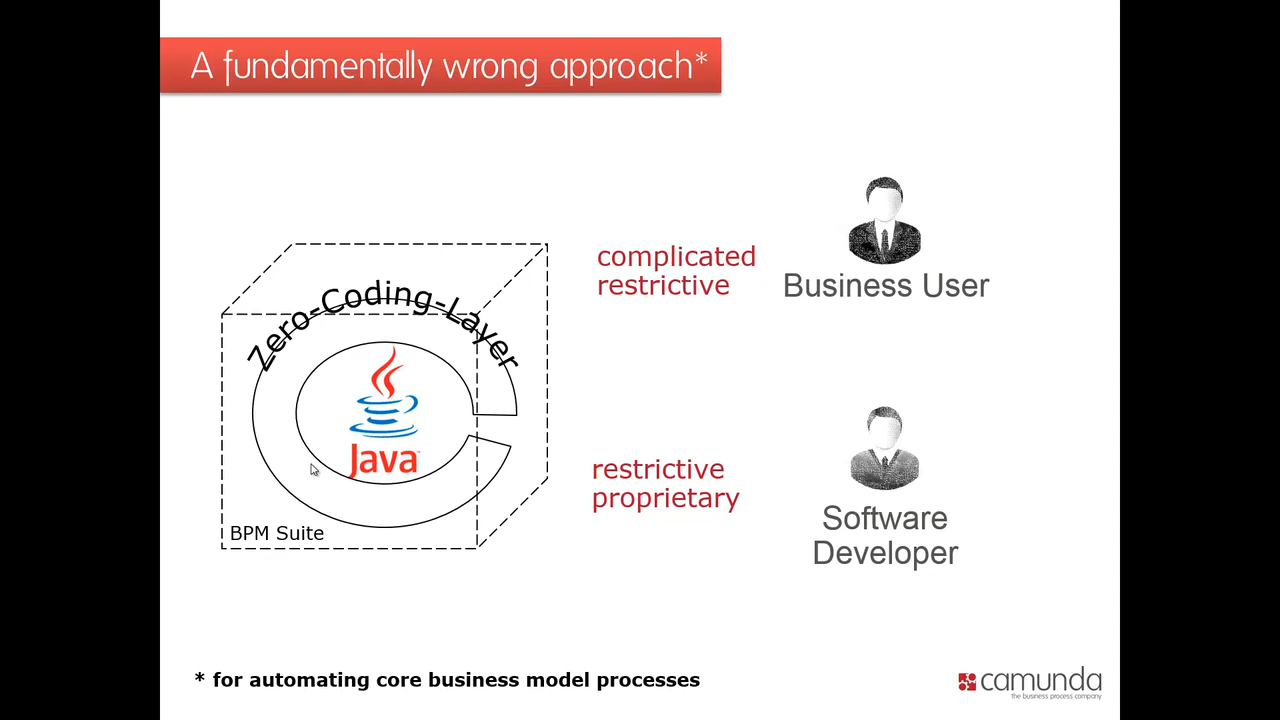 A fundamentally wrong approach*
complicated
restrictive
Business User
Zero-Coding-Layer
Java
BPM Suite
restrictive
proprietary
Software
Developer
* for automating core business model processes
camunda
the business process company